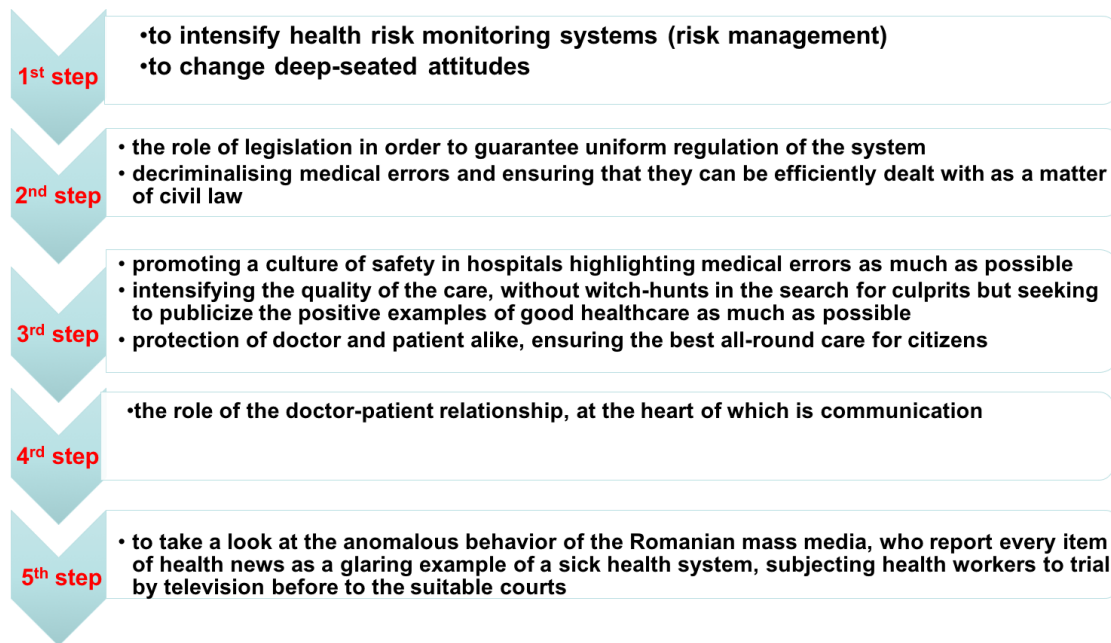 1st step
•to intensify health risk monitoring systems (risk management)
•to change deep-seated attitudes
2nd step
• the role of legislation in order to guarantee uniform regulation of the system
• decriminalising medical errors and ensuring that they can be efficiently dealt with as a matter
of civil law
3rd step
• promoting a culture of safety in hospitals highlighting medical errors as much as possible
• intensifying the quality of the care, without witch-hunts in the search for culprits but seeking
to publicize the positive examples of good healthcare as much as possible
• protection of doctor and patient alike, ensuring the best all-round care for citizens
4rd step
•the role of the doctor-patient relationship, at the heart of which is communication
5th step
• to take a look at the anomalous behavior of the Romanian mass media, who report every item
of health news as a glaring example of a sick health system, subjecting health workers to trial
by television before to the suitable courts